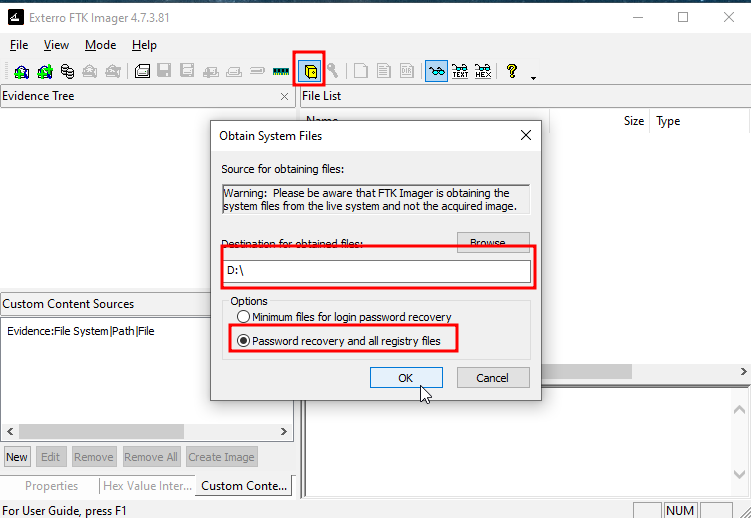 Exterro FTK Imager 4.7.3.81
File View Mode Help
TEXT HEX ?
Evidence Tree
File List
Name Size Type
Obtain System Files
Source for obtaining files:
Warning: Please be aware that FTK Imager is obtaining the
system files from the live system and not the acquired image.
Destination for obtained files:
Browse...
D:\
Options
Minimum files for login password recovery
Password recovery and all registry files
OK Cancel
Custom Content Sources
Evidence:File System|Path|File
New Edit Remove Remove All Create Image
Properties Hex Value Inter... Custom Conte...
For User Guide, press F1
NUM